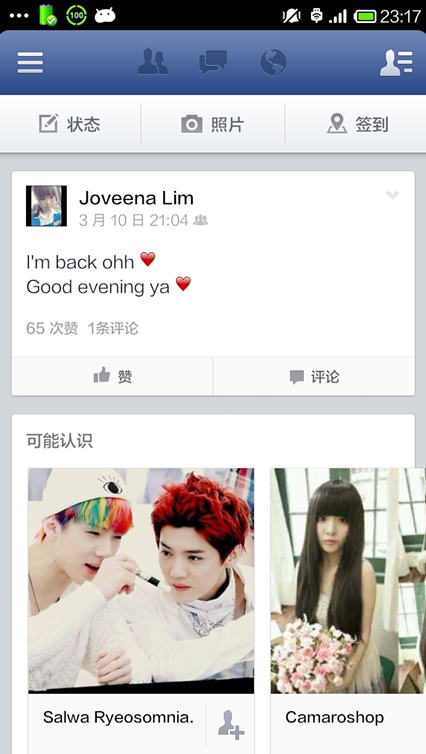 100
23:17
状态
照片
签到
Joveena Lim
3 月 10 日 21:04
I'm back ohh ❤
Good evening ya ❤
65 次赞 1条评论
赞
评论
可能认识
Salwa Ryeosomnia.
Camaroshop